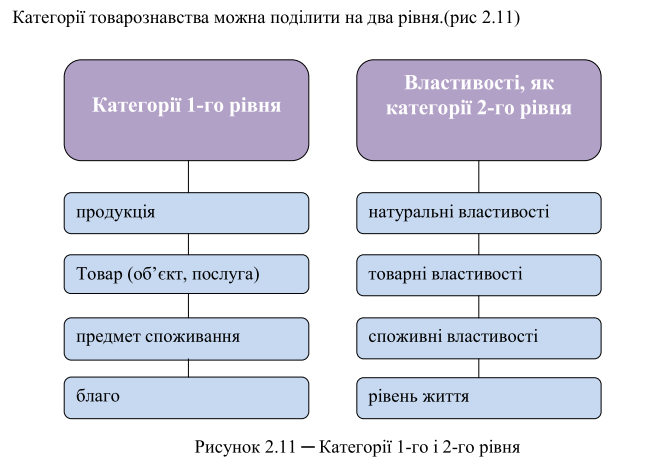 Категорії товарознавства можна поділити на два рівня.(рис 2.11)
Категорії 1-го рівня
продукція
Товар (об’єкт, послуга)
предмет споживання
благо
Властивості, як
категорії 2-го рівня
натуральні властивості
товарні властивості
споживні властивості
рівень життя
Рисунок 2.11 ─ Категорії 1-го і 2-го рівня